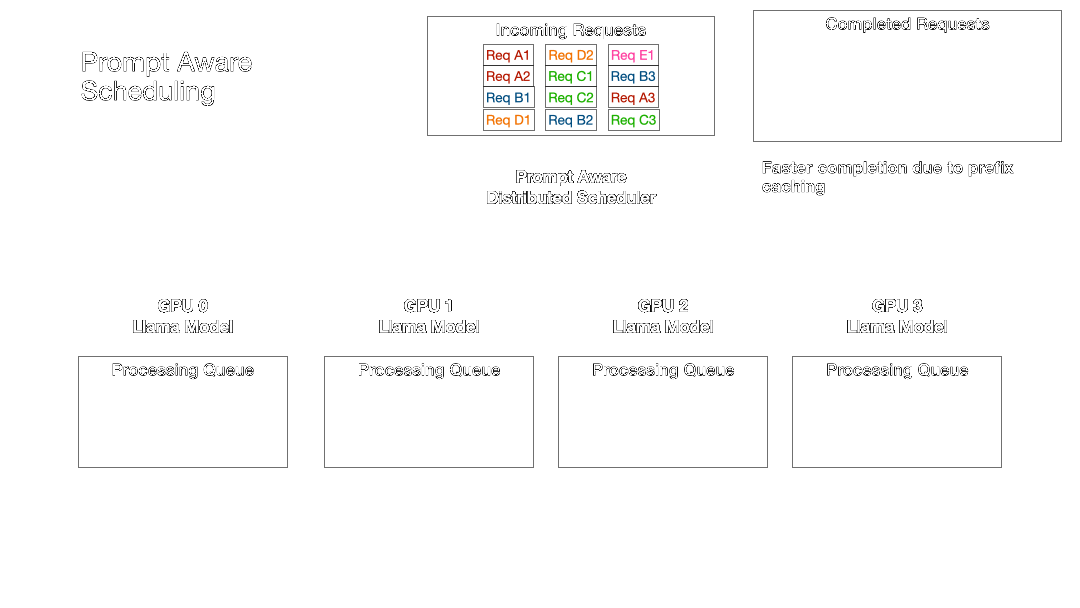 Prompt Aware
Scheduling
Incoming Requests
Req A1 Req D2 Req E1
Req A2 Req C1 Req B3
Req B1 Req C2 Req A3
Req D1 Req B2 Req C3
Completed Requests
Faster completion due to prefix
caching
Prompt Aware
Distributed Scheduler
GPU 0
Llama Model
Processing Queue
GPU 1
Llama Model
Processing Queue
GPU 2
Llama Model
Processing Queue
GPU 3
Llama Model
Processing Queue